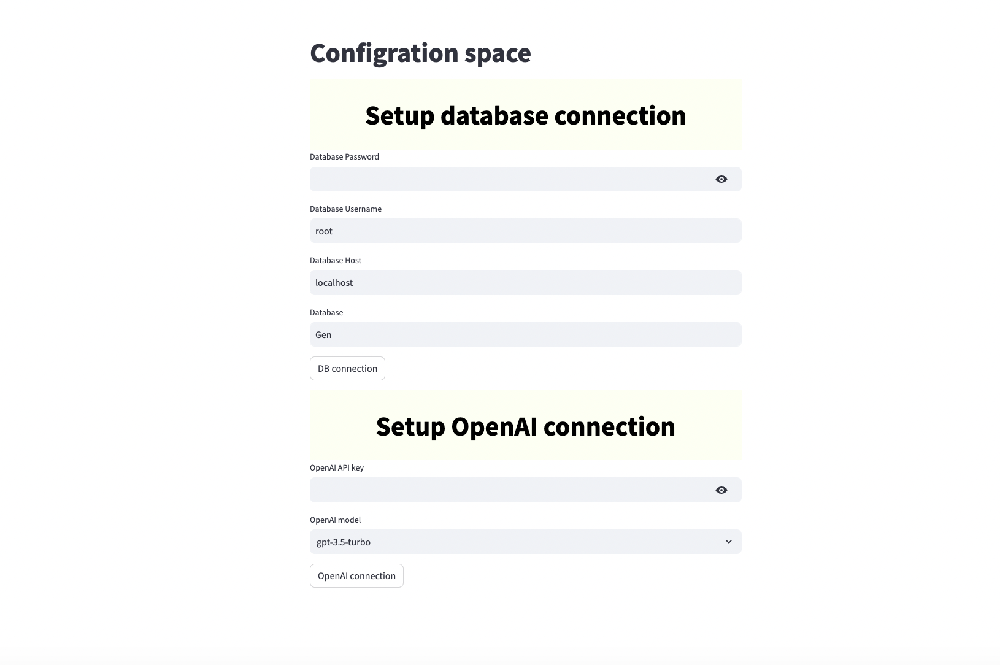 Configration space
Setup database connection
Database Password
Database Username
root
Database Host
localhost
Database
Gen
DB connection
Setup OpenAI connection
OpenAI API key
OpenAI model
gpt-3.5-turbo
OpenAI connection